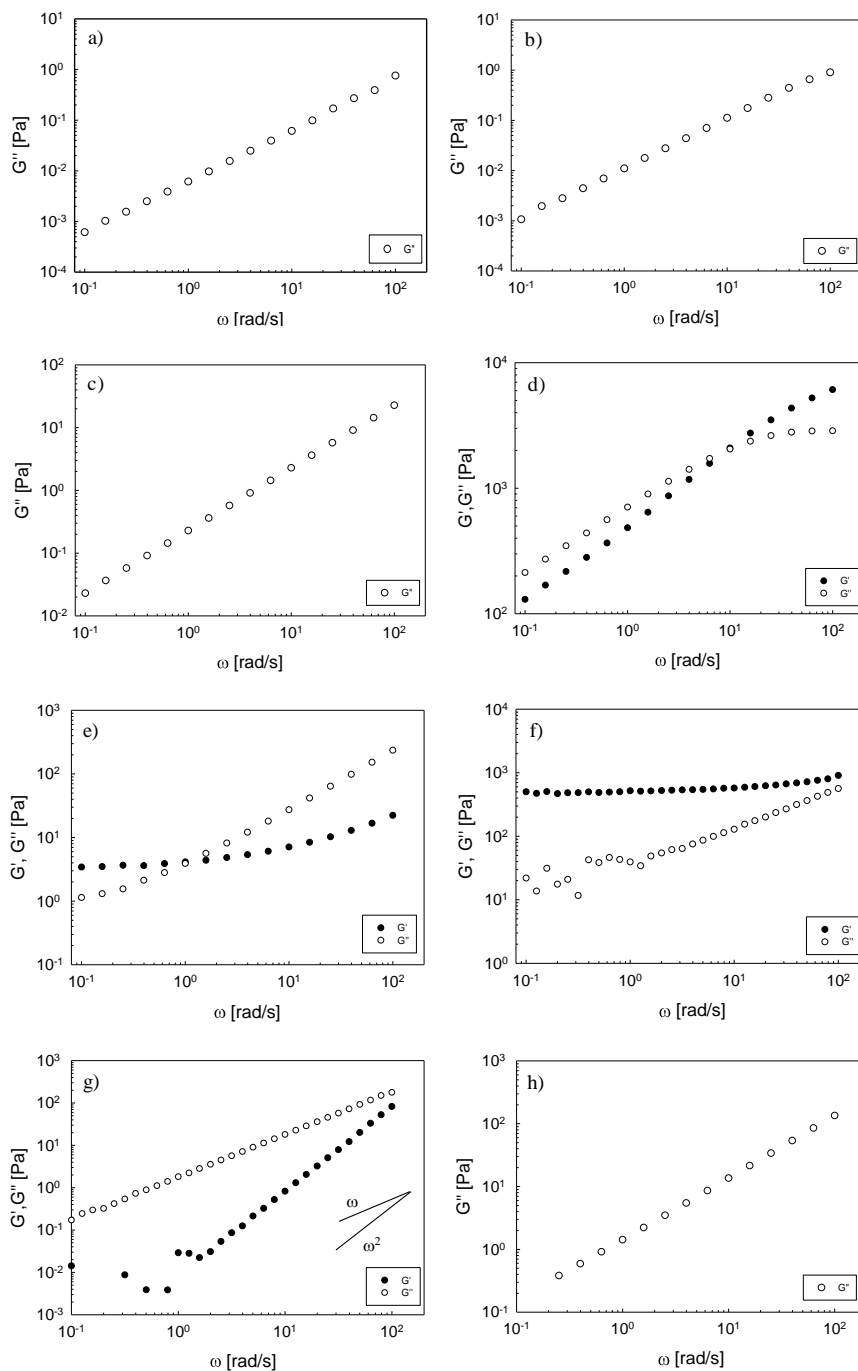 a)
G'' [Pa]
10¹
10⁰
10⁻¹
10⁻²
10⁻³
10⁻⁴
G''
10⁻¹ 10⁰ 10¹ 10²
ω [rad/s]
b)
G'' [Pa]
10¹
10⁰
10⁻¹
10⁻²
10⁻³
10⁻⁴
G''
10⁻¹ 10⁰ 10¹ 10²
ω [rad/s]
c)
G'' [Pa]
10²
10¹
10⁰
10⁻¹
10⁻²
G''
10⁻¹ 10⁰ 10¹ 10²
ω [rad/s]
d)
G',G'' [Pa]
10⁴
10³
10²
G'
G''
10⁻¹ 10⁰ 10¹ 10²
ω [rad/s]
e)
G', G'' [Pa]
10³
10²
10¹
10⁰
10⁻¹
G'
G''
10⁻¹ 10⁰ 10¹ 10²
ω [rad/s]
f)
G', G'' [Pa]
10⁴
10³
10²
10¹
10⁰
G'
G''
10⁻¹ 10⁰ 10¹ 10²
ω [rad/s]
g)
G',G'' [Pa]
10³
10²
10¹
10⁰
10⁻¹
10⁻²
10⁻³
ω
ω²
G'
G''
10⁻¹ 10⁰ 10¹ 10²
ω [rad/s]
h)
G'' [Pa]
10³
10²
10¹
10⁰
10⁻¹
G''
10⁻¹ 10⁰ 10¹ 10²
ω [rad/s]